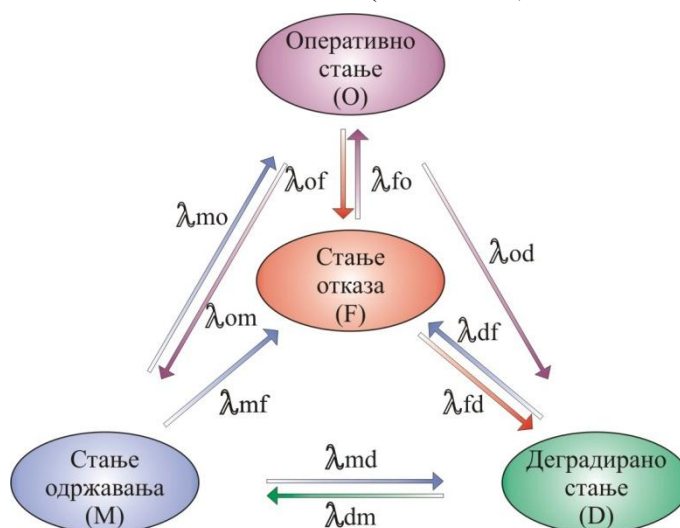 Оперативно
стање
(O)
λof
λfo
λmo
λod
Стање
отказа
(F)
λom
λdf
λmf
λfd
Стање
одржавања
(M)
λmd
λdm
Деградирано
стање
(D)